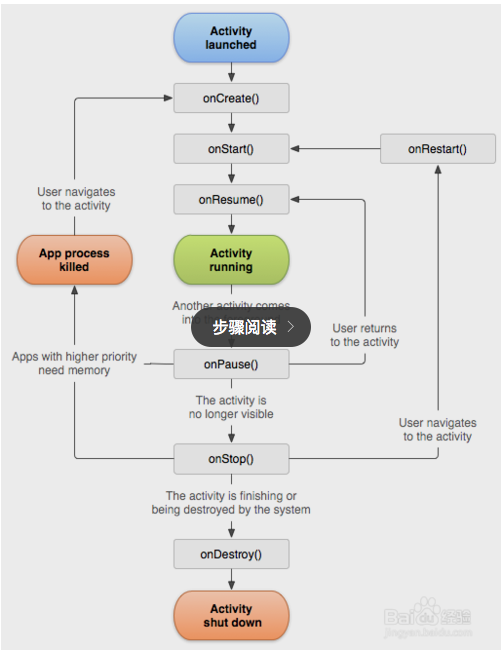 Activity
launched
onCreate()
onStart()
onRestart()
User navigates
to the activity
onResume()
App process
killed
Activity
running
Another activity comes
步骤阅读
User returns
to the activity
Apps with higher priority
need memory
onPause()
The activity is
no longer visible
User navigates
to the activity
onStop()
The activity is finishing or
being destroyed by the system
onDestroy()
Activity
shut down
Baidu 经验
jingyan.baidu.com